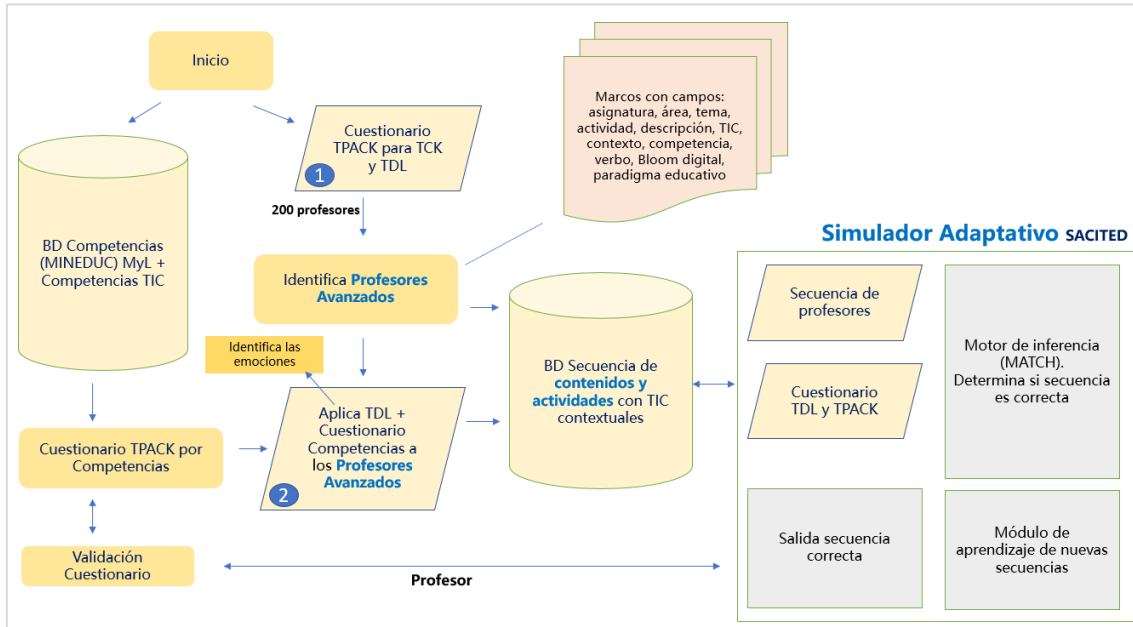 Inicio
Cuestionario
TPACK para TCK
y TDL
1
200 profesores
Marcos con campos:
asignatura, área, tema,
actividad, descripción, TIC,
contexto, competencia,
verbo, Bloom digital,
paradigma educativo
BD Competencias
(MINEDUC) MyL +
Competencias TIC
Identifica Profesores
Avanzados
Identifica las
emociones
Aplica TDL +
Cuestionario
Competencias a
los Profesores
Avanzados
2
BD Secuencia de
contenidos y
actividades con TIC
contextuales
Cuestionario TPACK por
Competencias
Validación
Cuestionario
Profesor
Simulador Adaptativo SACITED
Secuencia de
profesores
Cuestionario
TDL y TPACK
Motor de inferencia
(MATCH).
Determina si secuencia
es correcta
Salida secuencia
correcta
Módulo de
aprendizaje de nuevas
secuencias